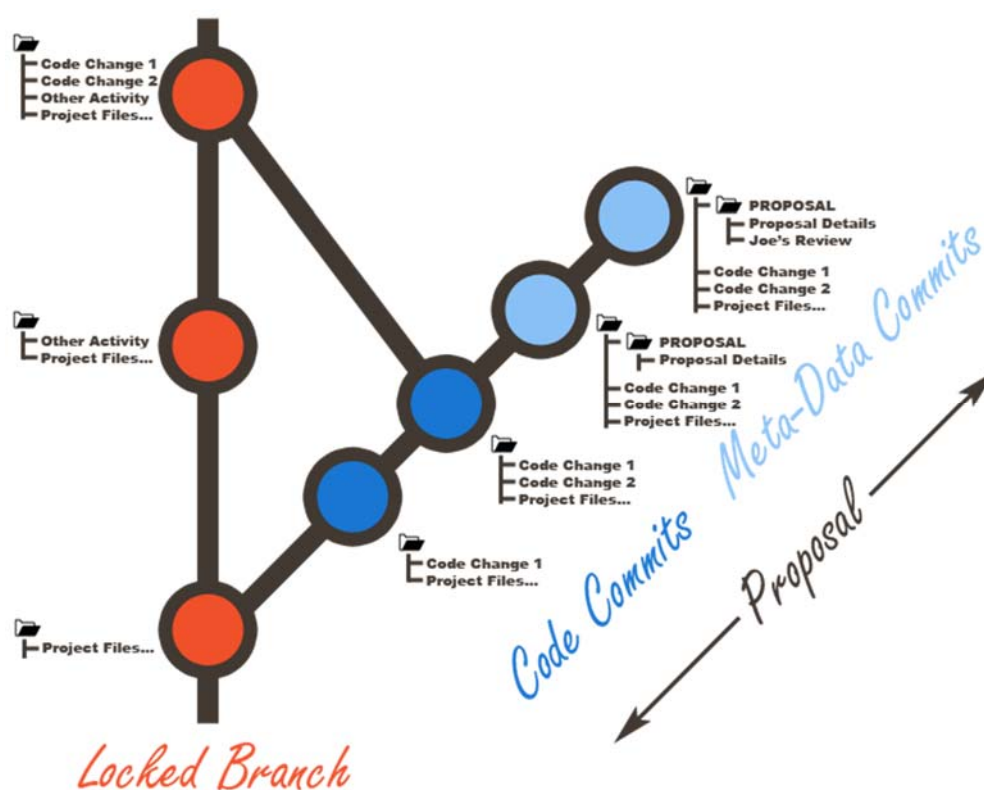 Code Change 1
Code Change 2
Other Activity
Project Files...
PROPOSAL
Proposal Details
Joe's Review
Code Change 1
Code Change 2
Project Files...
Other Activity
Project Files...
PROPOSAL
Proposal Details
Code Change 1
Code Change 2
Project Files...
Code Change 1
Code Change 2
Project Files...
Code Change 1
Project Files...
Project Files...
Meta-Data Commits
Code Commits
Proposal
Locked Branch